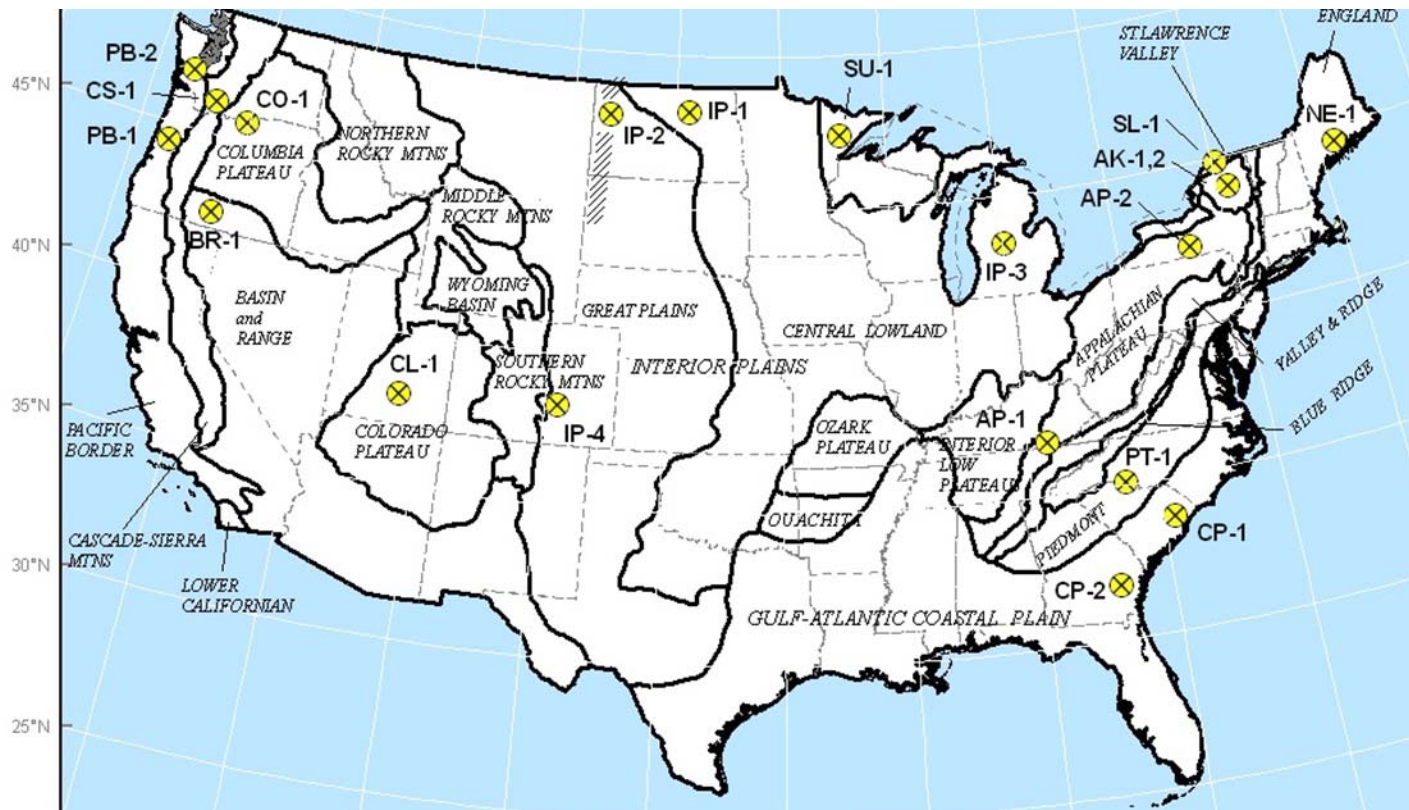 ENGLAND
ST.LAWRENCE
VALLEY
PB-2
45°N
CS-1
CO-1
PB-1
NORTHERN
ROCKY MTNS
COLUMBIA
PLATEAU
IP-2
IP-1
SU-1
SL-1
NE-1
AK-1,2
AP-2
MIDDLE
ROCKY MTNS
40°N
BR-1
IP-3
WYOMING
BASIN
BASIN
and
RANGE
GREAT PLAINS
CENTRAL LOWLAND
APPALACHIAN
PLATEAU
VALLEY & RIDGE
BLUE RIDGE
CL-1
SOUTHERN
ROCKY MTNS
INTERIOR PLAINS
35°N
IP-4
COLORADO
PLATEAU
PACIFIC
BORDER
OZARK
PLATEAU
AP-1
INTERIOR
LOW
PLATEAU
PT-1
OUACHITA
PIEDMONT
CP-1
CASCADE-SIERRA
MTNS
30°N
LOWER
CALIFORNIAN
CP-2
GULF-ATLANTIC COASTAL PLAIN
25°N